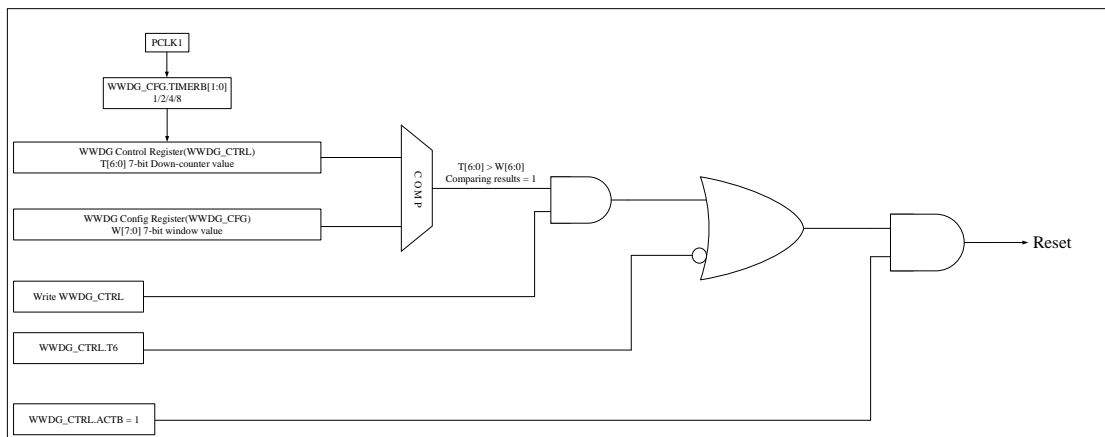 PCLK1
WWDG_CFG.TIMERB[1:0]
1/2/4/8
WWDG Control Register(WWDG_CTRL)
T[6:0] 7-bit Down-counter value
COMP
T[6:0] > W[6:0]
Comparing results = 1
WWDG Config Register(WWDG_CFG)
W[7:0] 7-bit window value
Reset
Write WWDG_CTRL
WWDG_CTRL.T6
WWDG_CTRL.ACTB = 1